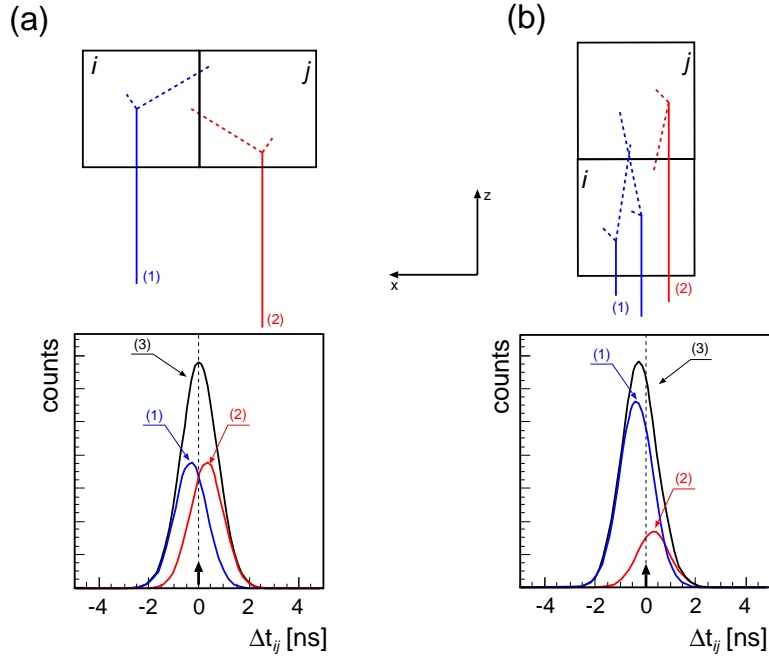 (a)
i
j
(1)
(2)
(b)
j
i
(1)
(2)
z
x
counts
(3)
(1)
(2)
-4
-2
0
2
4
Δt_ij [ns]
counts
(1)
(3)
(2)
-4
-2
0
2
4
Δt_ij [ns]